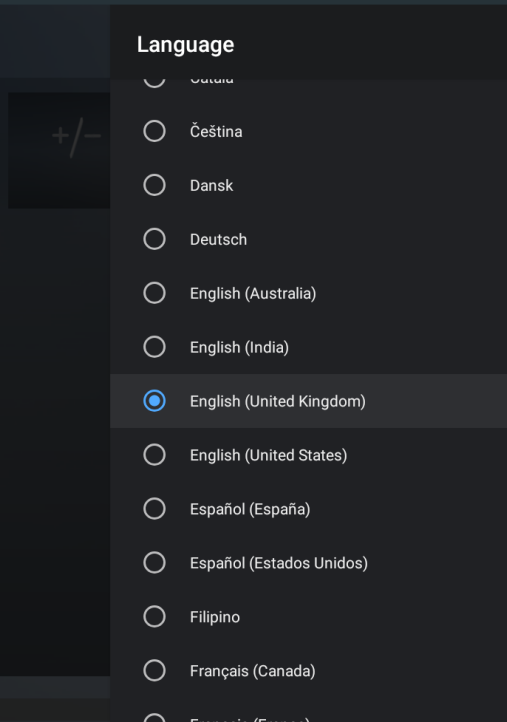 Language
Català
Čeština
Dansk
Deutsch
+/−
English (Australia)
English (India)
English (United Kingdom)
English (United States)
Español (España)
Español (Estados Unidos)
Filipino
Français (Canada)